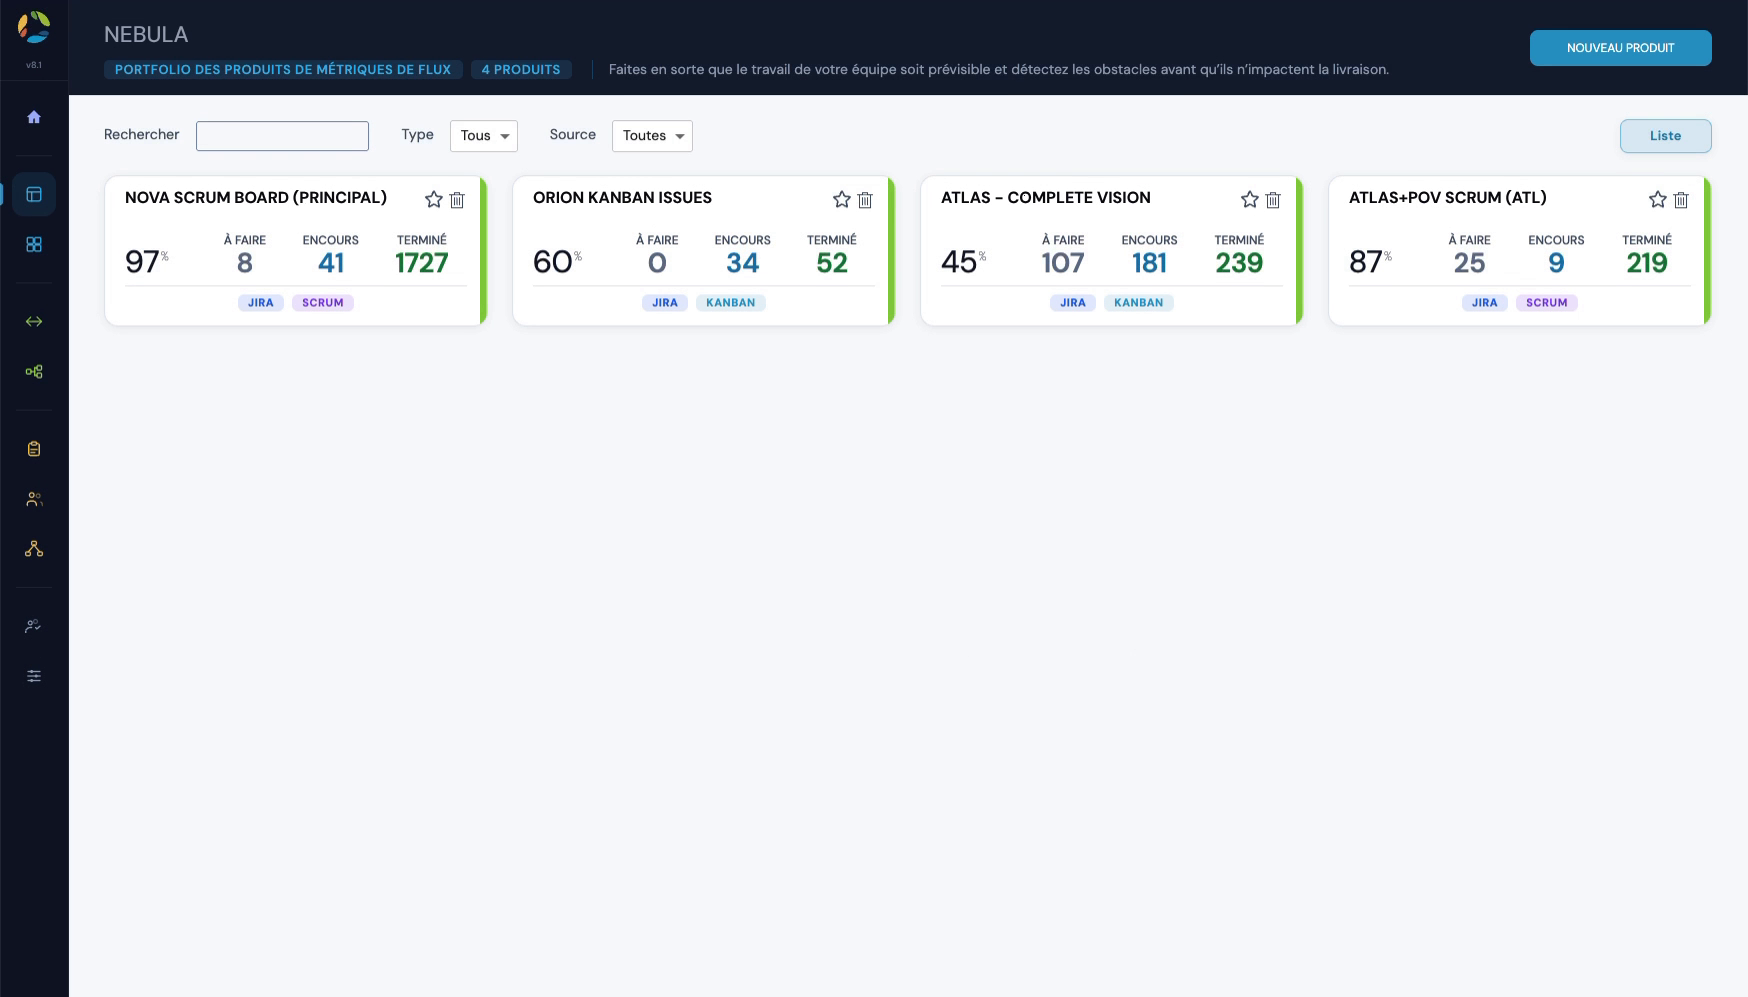 v8.1
NEBULA
PORTFOLIO DES PRODUITS DE MÉTRIQUES DE FLUX 4 PRODUITS Faites en sorte que le travail de votre équipe soit prévisible et détectez les obstacles avant qu'ils n'impactent la livraison.
NOUVEAU PRODUIT
Rechercher Type Tous Source Toutes Liste
NOVA SCRUM BOARD (PRINCIPAL)
À FAIRE ENCOURS TERMINÉ
97% 8 41 1727
JIRA SCRUM
ORION KANBAN ISSUES
À FAIRE ENCOURS TERMINÉ
60% 0 34 52
JIRA KANBAN
ATLAS - COMPLETE VISION
À FAIRE ENCOURS TERMINÉ
45% 107 181 239
JIRA KANBAN
ATLAS+POV SCRUM (ATL)
À FAIRE ENCOURS TERMINÉ
87% 25 9 219
JIRA SCRUM